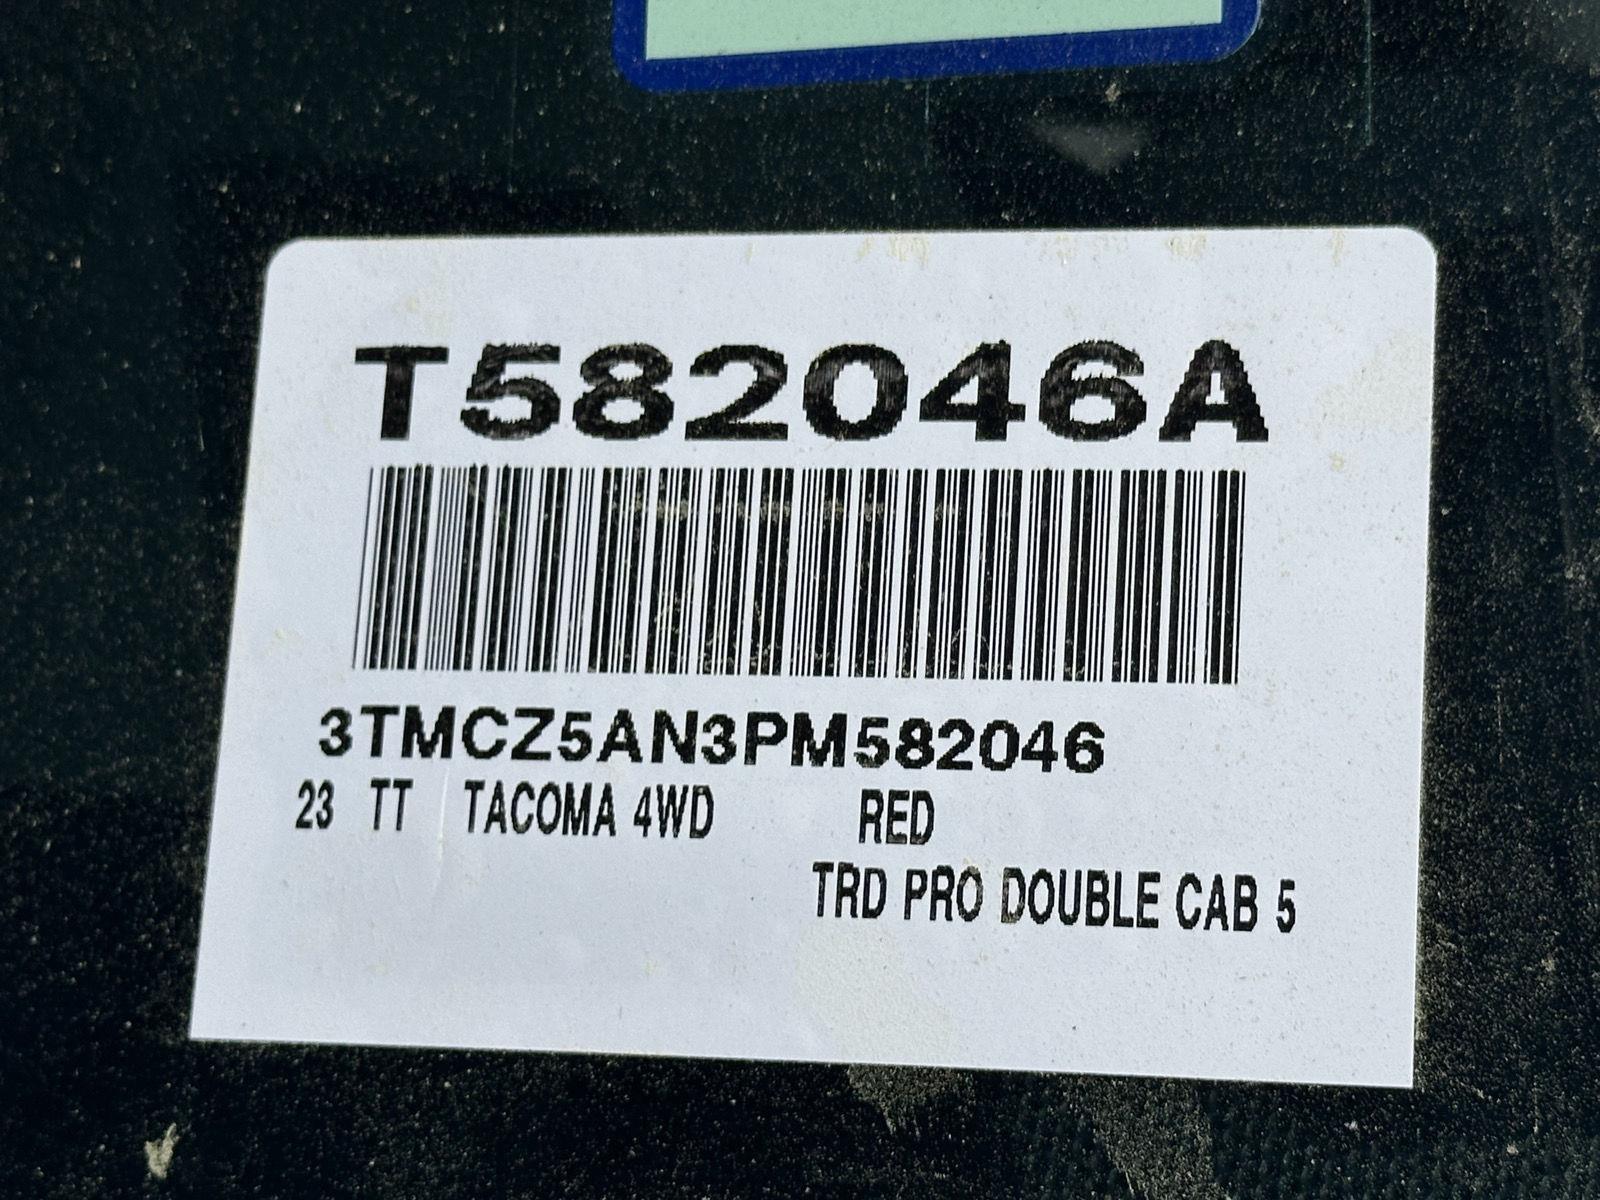 T582046A
3TMCZ5AN3PM582046
23 TT TACOMA 4WD RED
TRD PRO DOUBLE CAB 5